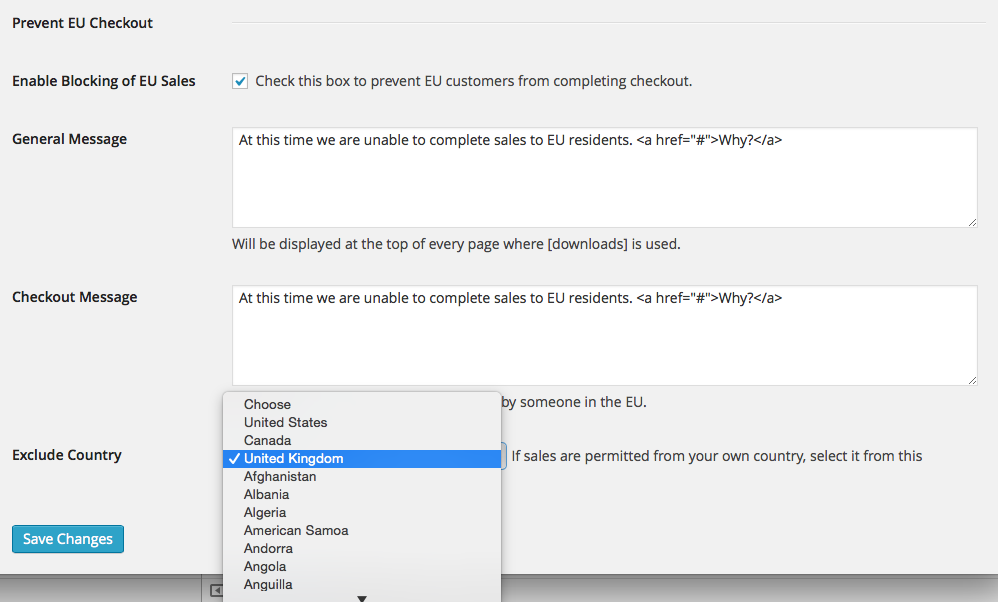 Prevent EU Checkout
Enable Blocking of EU Sales
Check this box to prevent EU customers from completing checkout.
General Message
At this time we are unable to complete sales to EU residents. <a href="#">Why?</a>
Will be displayed at the top of every page where [downloads] is used.
Checkout Message
At this time we are unable to complete sales to EU residents. <a href="#">Why?</a>
by someone in the EU.
Exclude Country
Choose
United States
Canada
United Kingdom
Afghanistan
Albania
Algeria
American Samoa
Andorra
Angola
Anguilla
If sales are permitted from your own country, select it from this
Save Changes